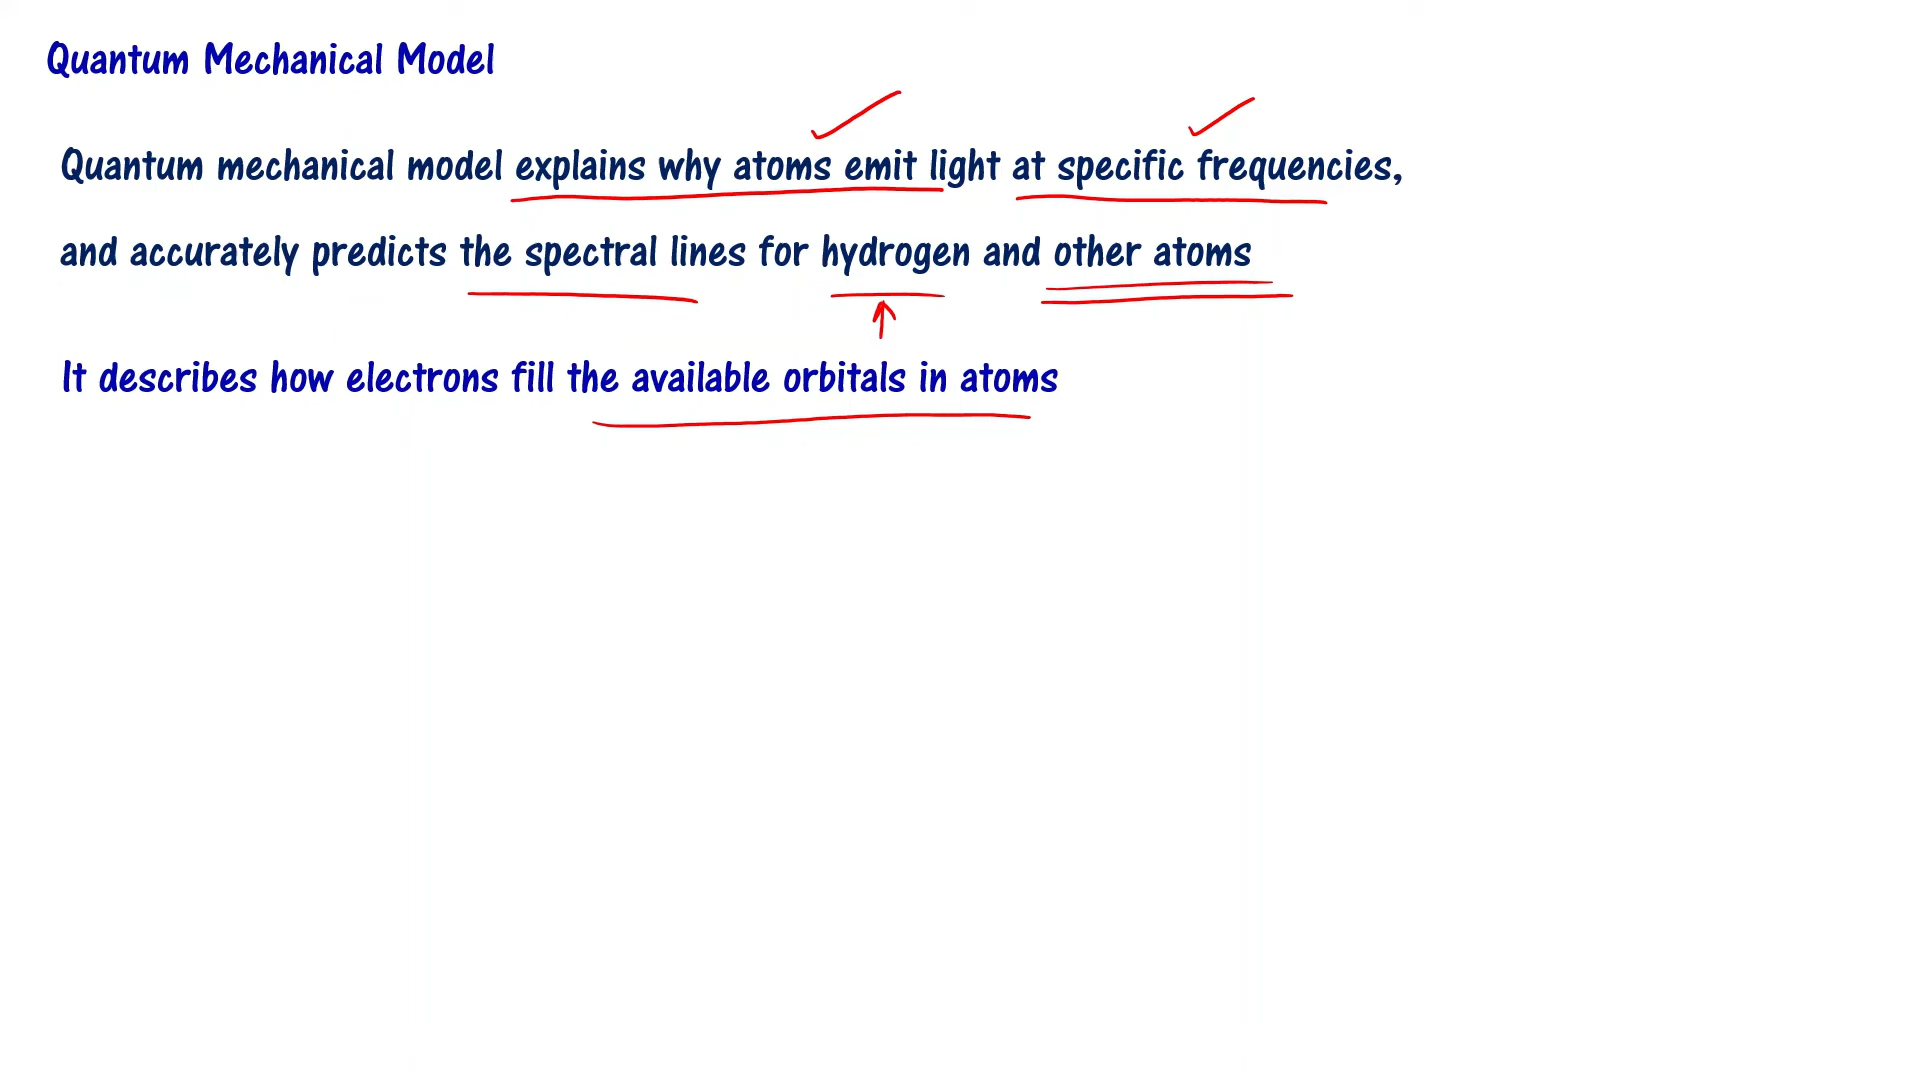 Quantum Mechanical Model
Quantum mechanical model explains why atoms emit light at specific frequencies,
and accurately predicts the spectral lines for hydrogen and other atoms
It describes how electrons fill the available orbitals in atoms